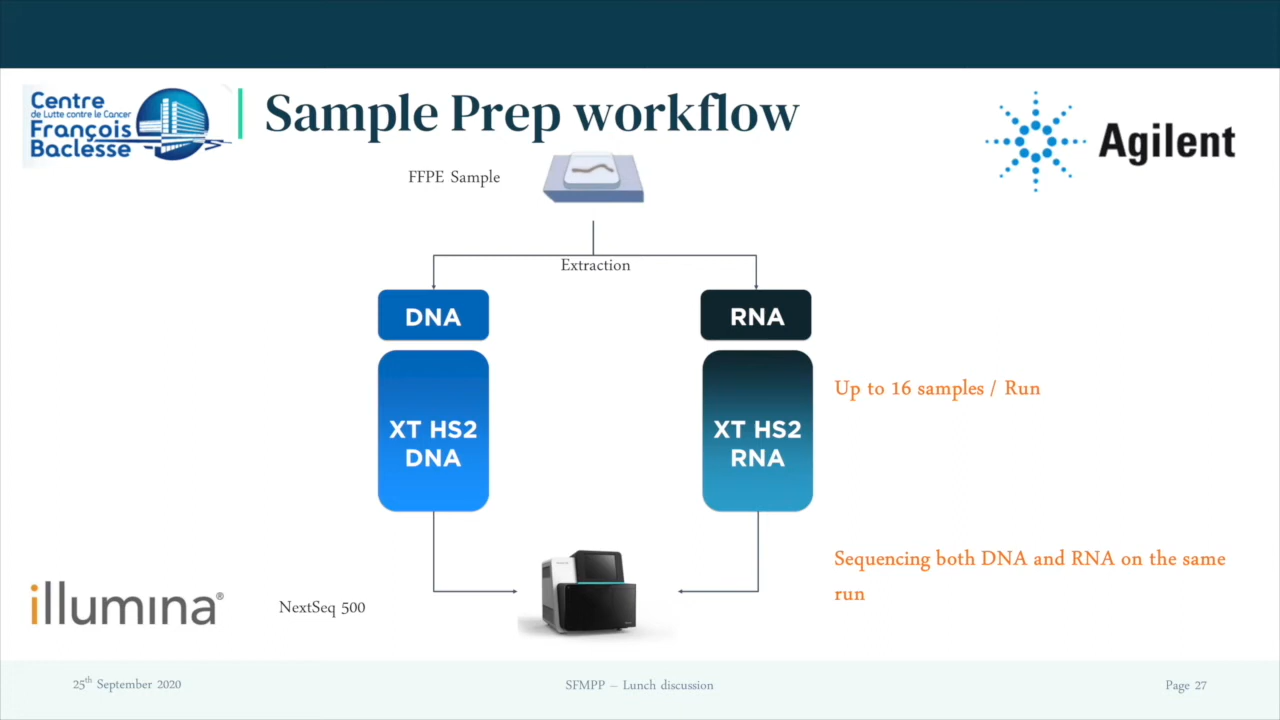 Centre
de Lutte contre le Cancer
François
Baclesse
Sample Prep workflow
Agilent
FFPE Sample
Extraction
DNA
RNA
XT HS2
DNA
XT HS2
RNA
Up to 16 samples / Run
Sequencing both DNA and RNA on the same
run
illumina®
NextSeq 500
25th September 2020
SFMPP – Lunch discussion
Page 27